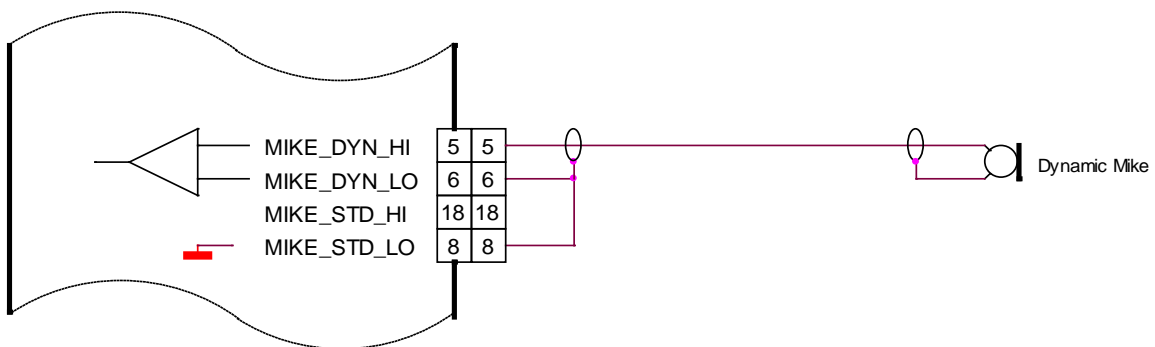 MIKE_DYN_HI 5 5
MIKE_DYN_LO 6 6
MIKE_STD_HI 18 18
MIKE_STD_LO 8 8
Dynamic Mike